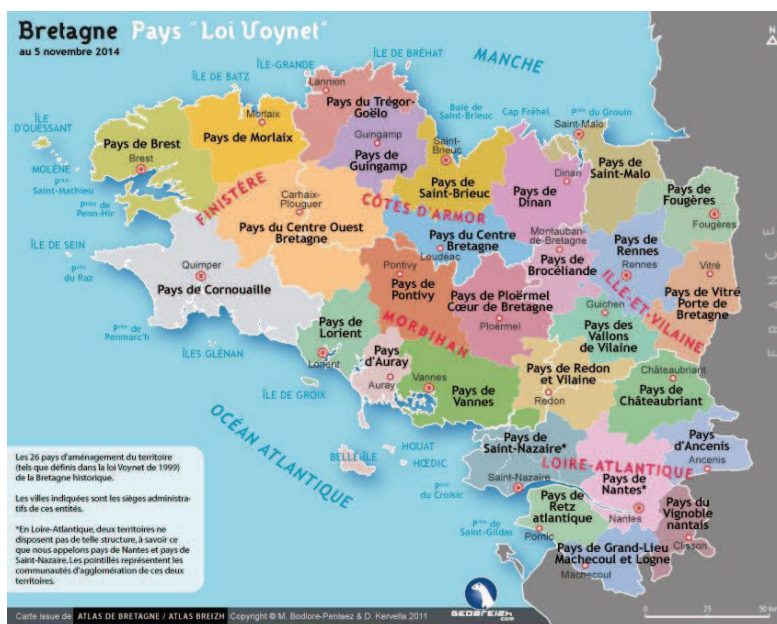 Bretagne Pays "Loi Voynet"
au 5 novembre 2014
N
MANCHE
ÎLE DE BRÉHAT
ÎLE-GRANDE
ÎLE DE BATZ
Lannion
Pays du Trégor-
Goëlo
Baie de
Saint-Brieuc
Cap Fréhel
pnte du Grouin
Saint-Malo
ÎLE
D'OUESSANT
MOLÈNE
Pays de Brest
Brest
Morlaix
Pays de Morlaix
Guingamp
Pays de
Guingamp
Saint-
Brieuc
Pays de
Saint-Brieuc
Dinan
Pays de
Dinan
Pays de
Saint-Malo
Pays de
Fougères
Fougères
pnte
Saint-Mathieu
pnte de
Penn-Hir
FINISTÈRE
Carhaix-
Plouguer
Pays du Centre Ouest
Bretagne
CÔTES D'ARMOR
Pays du Centre
Bretagne
Loudéac
Montauban-
de-Bretagne
Pays de
Brocéliande
Pays de
Rennes
Rennes
Vitré
Pays de Vitré
Porte de
Bretagne
ILLE-ET-VILAINE
FRANCE
ÎLE DE SEIN
pnte
du Raz
Quimper
Pays de Cornouaille
Pontivy
Pays de
Pontivy
Pays de Ploërmel
Cœur de Bretagne
Ploërmel
Guichen
Pays des
Vallons
de Vilaine
MORBIHAN
pnte de
Penmarc'h
ÎLES GLÉNAN
Pays de
Lorient
Lorient
ÎLE DE GROIX
Pays
d'Auray
Auray
Vannes
Pays de
Vannes
Pays de Redon
et Vilaine
Redon
Châteaubriant
Pays de
Châteaubriant
OCÉAN ATLANTIQUE
BELLE-ÎLE
HOUAT
HŒDIC
Pays de
Saint-Nazaire*
Saint-Nazaire
LOIRE-ATLANTIQUE
Pays
d'Ancenis
Ancenis
Pays de
Nantes*
Nantes
pnte
du Croisic
pnte de
Saint-Gildas
Pays de
Retz
atlantique
Pornic
Pays du
Vignoble
nantais
Clisson
Pays de Grand-Lieu
Machecoul et Logne
Machecoul
Les 26 pays d'aménagement du territoire
(tels que définis dans la loi Voynet de 1999)
de la Bretagne historique.
Les villes indiquées sont les sièges administra-
tifs de ces entités.
*En Loire-Atlantique, deux territoires ne
disposent pas de telle structure, à savoir ce
que nous appelons pays de Nantes et pays de
Saint-Nazaire. Les pointillés représentent les
communautés d'agglomération de ces deux
territoires.
GEOBREIZH
.com
0 25 50 km
Carte issue de ATLAS DE BRETAGNE / ATLAS BREIZH Copyright © M. Bodlore-Penlaez & D. Kervella 2011